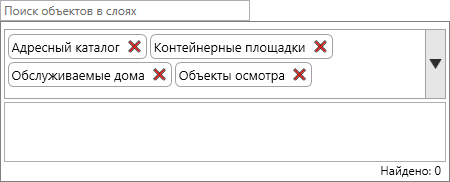 Поиск объектов в слоях
Адресный каталог Контейнерные площадки
Обслуживаемые дома Объекты осмотра
Найдено: 0